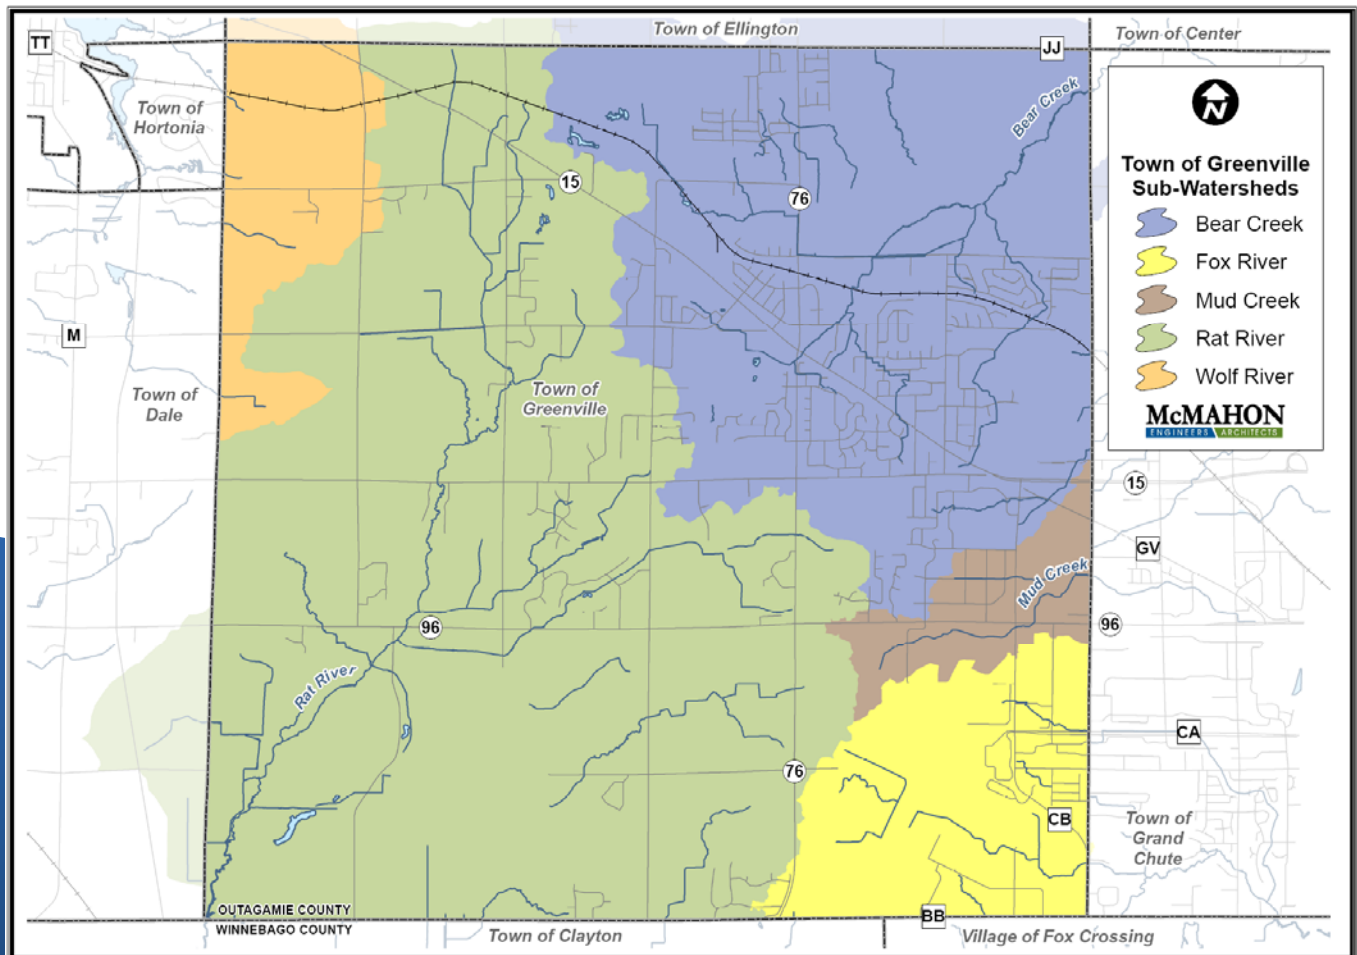 Town of Ellington
Town of Center
TT
JJ
Town of
Hortonia
Bear Creek
N
Town of Greenville
Sub-Watersheds
Bear Creek
Fox River
Mud Creek
Rat River
Wolf River
McMAHON
ENGINEERS ARCHITECTS
15
76
M
Town of
Dale
Town of
Greenville
15
GV
Mud Creek
96
96
Rat River
CA
76
CB
Town of
Grand
Chute
OUTAGAMIE COUNTY
WINNEBAGO COUNTY
BB
Town of Clayton
Village of Fox Crossing